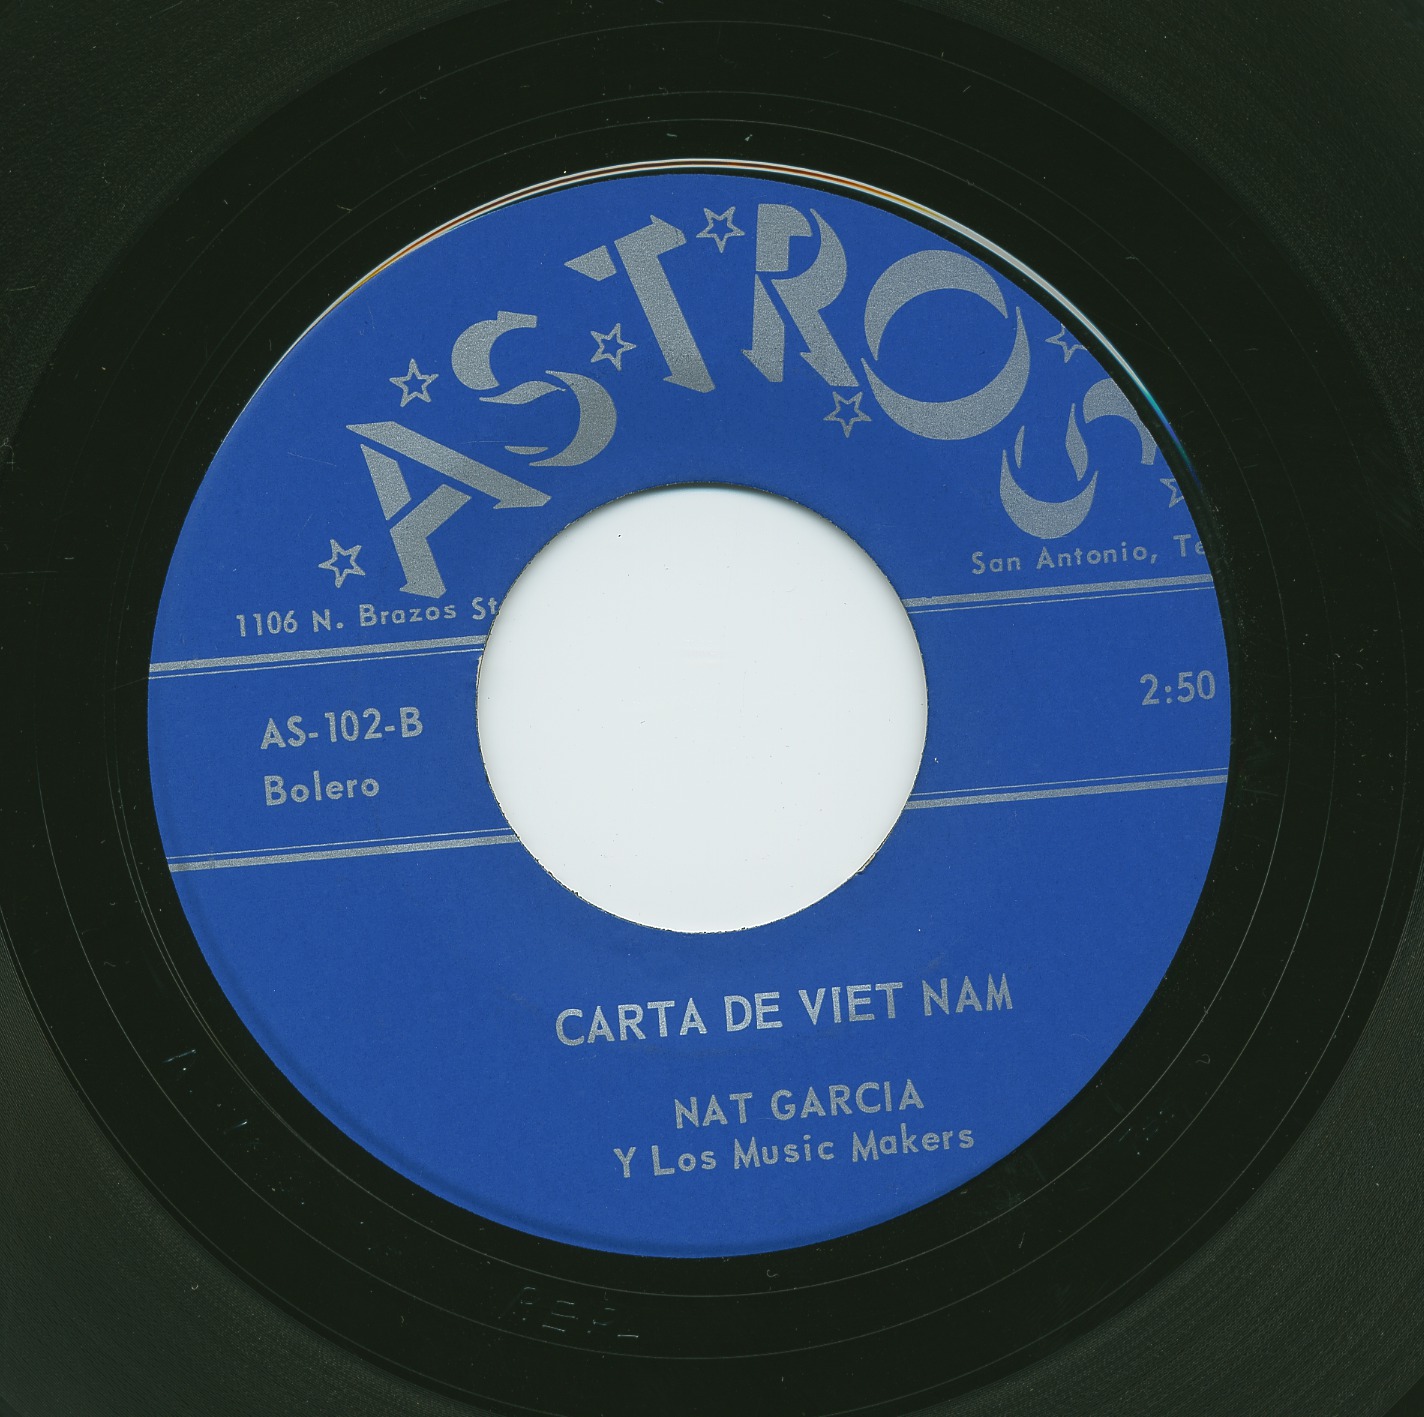 ASTROS
1106 N. Brazos St
San Antonio, Te
AS-102-B
2:50
Bolero
CARTA DE VIET NAM
NAT GARCIA
Y Los Music Makers